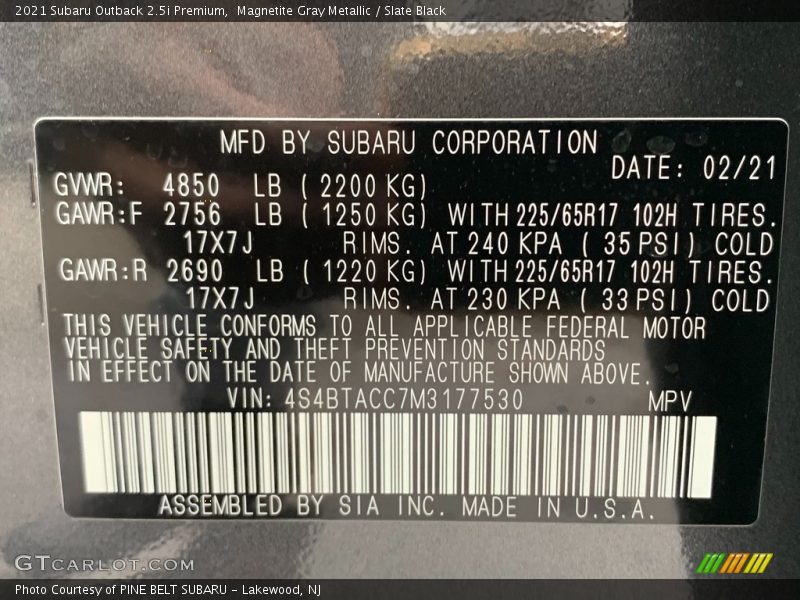 2021 Subaru Outback 2.5i Premium,  Magnetite Gray Metallic / Slate Black
MFD BY SUBARU CORPORATION
DATE: 02/21
GVWR: 4850 LB ( 2200 KG)
GAWR:F 2756 LB ( 1250 KG) WITH 225/65R17 102H TIRES.
17X7J RIMS. AT 240 KPA ( 35 PSI) COLD
GAWR:R 2690 LB ( 1220 KG) WITH 225/65R17 102H TIRES.
17X7J RIMS. AT 230 KPA ( 33 PSI) COLD
THIS VEHICLE CONFORMS TO ALL APPLICABLE FEDERAL MOTOR
VEHICLE SAFETY AND THEFT PREVENTION STANDARDS
IN EFFECT ON THE DATE OF MANUFACTURE SHOWN ABOVE.
VIN: 4S4BTACC7M3177530 MPV
ASSEMBLED BY SIA INC. MADE IN U.S.A.
GTCARLOT.COM
Photo Courtesy of PINE BELT SUBARU - Lakewood, NJ